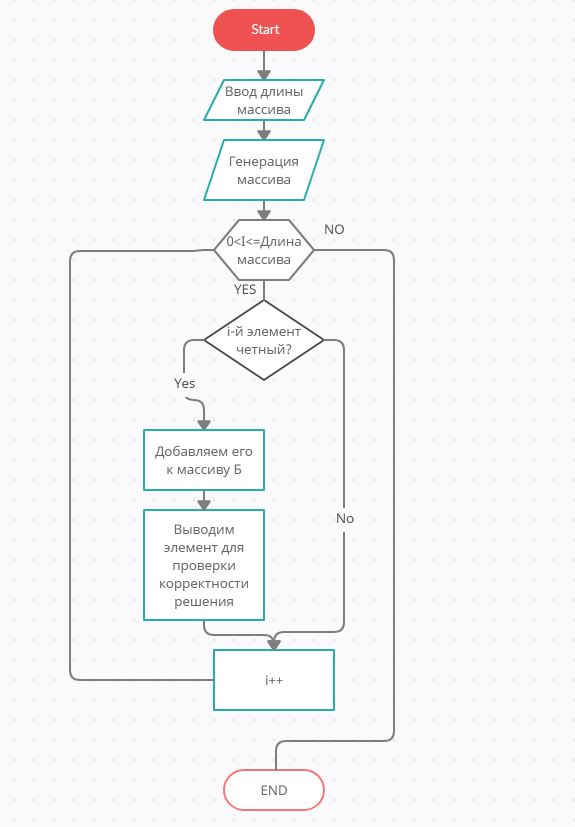 Start
Ввод длины
массива
Генерация
массива
0<I<=Длина
массива
NO
YES
i-й элемент
четный?
Yes
Добавляем его
к массиву Б
No
Выводим
элемент для
проверки
корректности
решения
i++
END